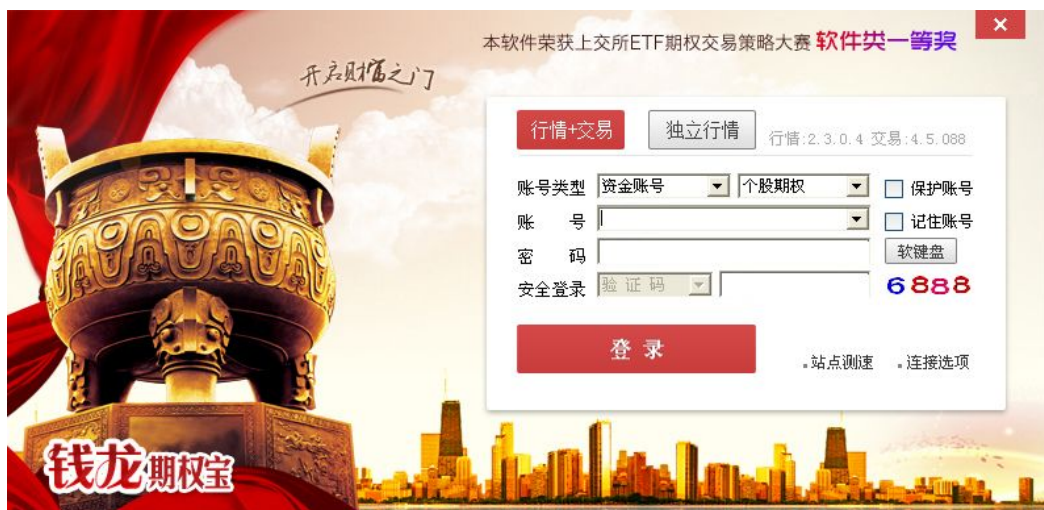 本软件荣获上交所ETF期权交易策略大赛 软件类一等奖
开启财富之门
行情+交易 独立行情 行情:2.3.0.4 交易:4.5.088
账号类型 资金账号 个股期权 保护账号
账 号 记住账号
密 码 软键盘
安全登录 验证码 6888
登 录 站点测速 连接选项
钱龙期权宝